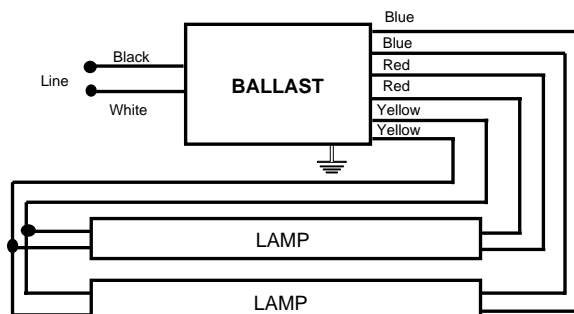 Blue
Blue
Black
Red
Line
BALLAST
Red
White
Yellow
Yellow
LAMP
LAMP